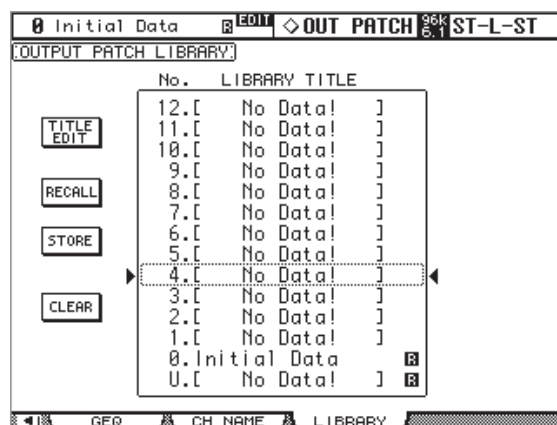 0 Initial Data R EDIT ◇OUT PATCH 96k 6.1 ST-L-ST
OUTPUT PATCH LIBRARY
No. LIBRARY TITLE
12.[ No Data! ]
TITLE EDIT
11.[ No Data! ]
10.[ No Data! ]
9.[ No Data! ]
RECALL
8.[ No Data! ]
7.[ No Data! ]
6.[ No Data! ]
STORE
5.[ No Data! ]
4.[ No Data! ]
3.[ No Data! ]
CLEAR
2.[ No Data! ]
1.[ No Data! ]
0.Initial Data R
U.[ No Data! ] R
GEQ CH NAME LIBRARY